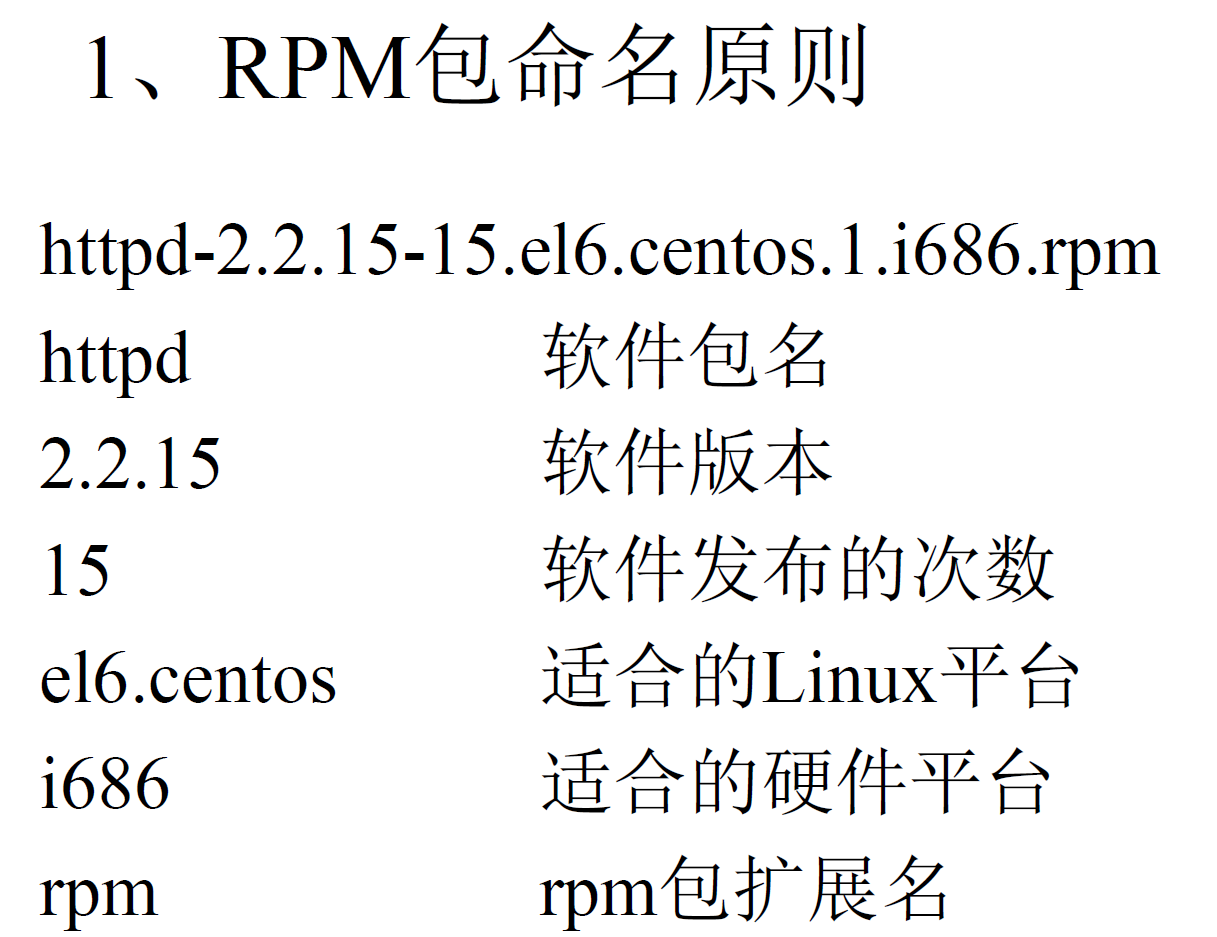 1、RPM包命名原则
httpd-2.2.15-15.el6.centos.1.i686.rpm
httpd 软件包名
2.2.15 软件版本
15 软件发布的次数
el6.centos 适合的Linux平台
i686 适合的硬件平台
rpm rpm包扩展名